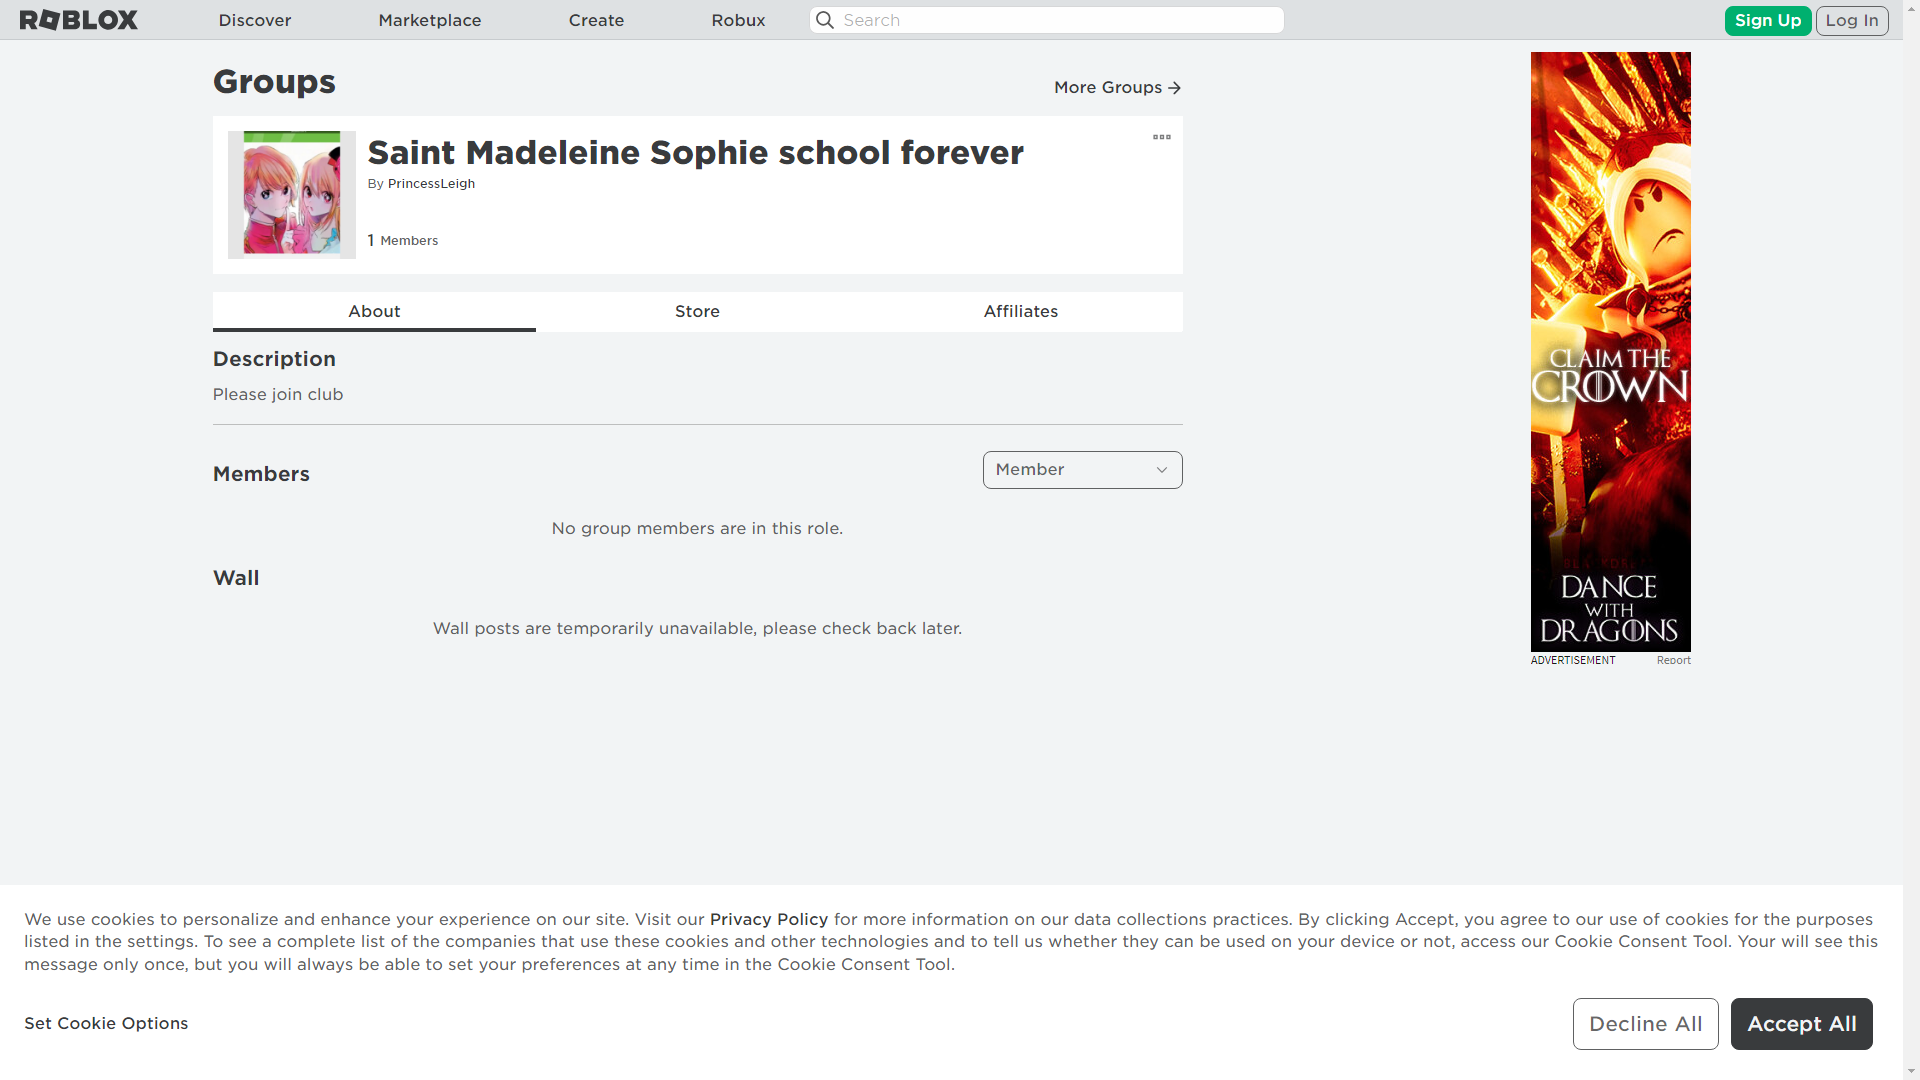 ROBLOX
Discover
Marketplace
Create
Robux
Search
Sign Up
Log In
Groups
More Groups
Saint Madeleine Sophie school forever
By PrincessLeigh
1 Members
About
Store
Affiliates
Description
Please join club
Members
Member
No group members are in this role.
Wall
Wall posts are temporarily unavailable, please check back later.
CLAIM THE
CROWN
DANCE
WITH
DRAGONS
ADVERTISEMENT
Report
We use cookies to personalize and enhance your experience on our site. Visit our Privacy Policy for more information on our data collections practices. By clicking Accept, you agree to our use of cookies for the purposes
listed in the settings. To see a complete list of the companies that use these cookies and other technologies and to tell us whether they can be used on your device or not, access our Cookie Consent Tool. Your will see this
message only once, but you will always be able to set your preferences at any time in the Cookie Consent Tool.
Set Cookie Options
Decline All
Accept All